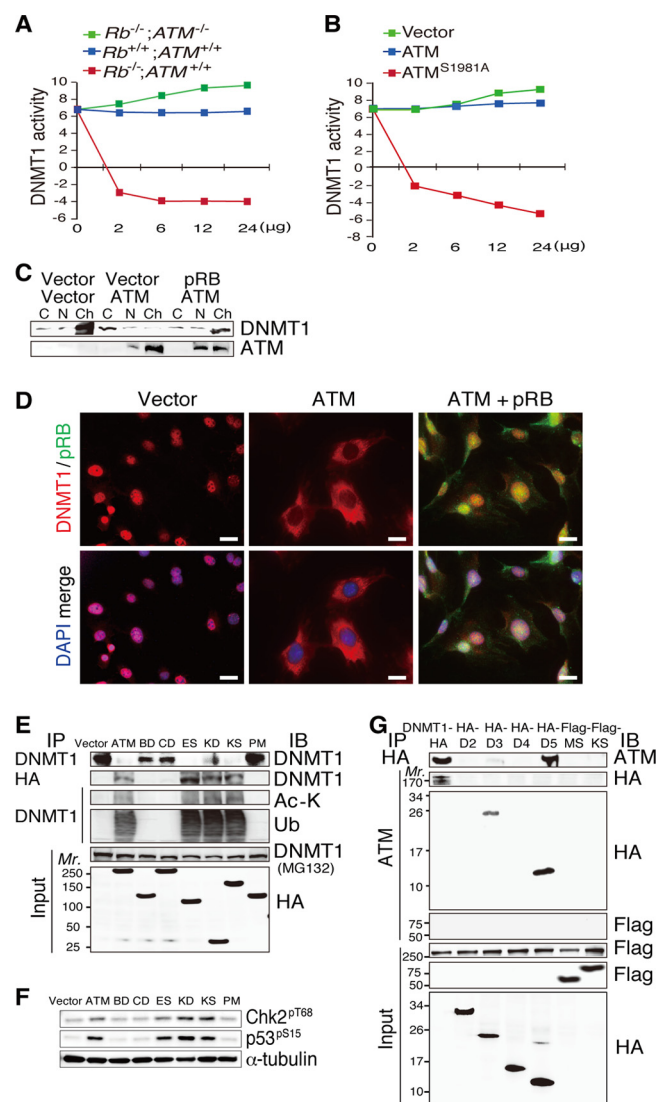 A
Rb-/-;ATM-/-
Rb+/+;ATM+/+
Rb-/-;ATM+/+
DNMT1 activity
10
8
6
4
2
0
-2
-4
-6
0 2 6 12 24(μg)
B
Vector
ATM
ATMS1981A
DNMT1 activity
10
8
6
4
2
0
-2
-4
-6
-8
0 2 6 12 24(μg)
C
Vector Vector pRB
Vector ATM ATM
C N Ch C N Ch C N Ch
DNMT1
ATM
D
Vector ATM ATM + pRB
DNMT1/pRB
DAPI merge
E
IP Vector ATM BD CD ES KD KS PM IB
DNMT1 DNMT1
HA DNMT1
Ac-K
DNMT1 Ub
DNMT1
(MG132)
Mr.
250
150
100
50
25
Input
HA
F
Vector ATM BD CD ES KD KS PM
Chk2pT68
p53pS15
α-tubulin
G
DNMT1- HA- HA- HA- HA- Flag- Flag-
IP HA D2 D3 D4 D5 MS KS IB
HA ATM
Mr.
170 HA
34
26
17
10
ATM
HA
75
50 Flag
250 Flag
75
50 Flag
34
26
17
10
Input
HA